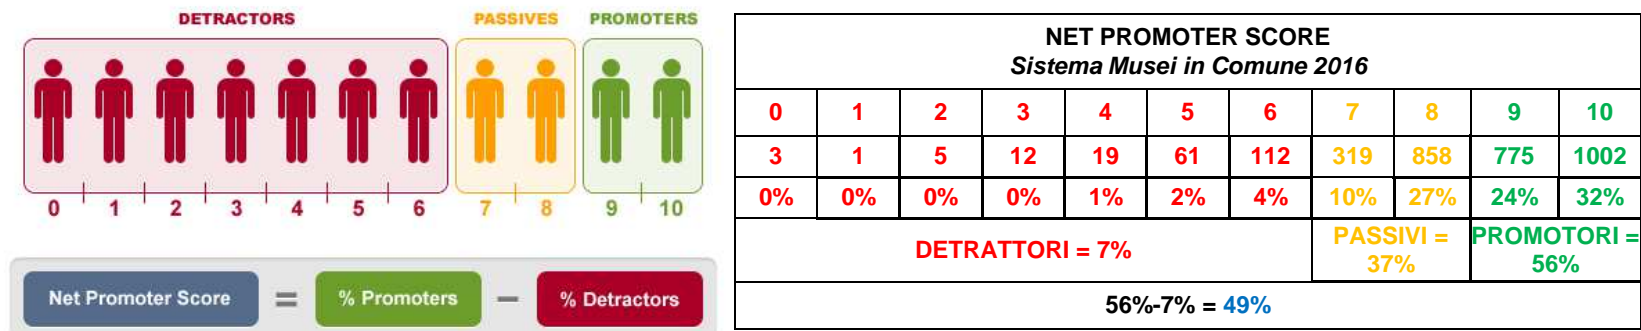 DETRACTORS PASSIVES PROMOTERS
0 1 2 3 4 5 6 7 8 9 10
Net Promoter Score = % Promoters — % Detractors
NET PROMOTER SCORE
Sistema Musei in Comune 2016
0 1 2 3 4 5 6 7 8 9 10
3 1 5 12 19 61 112 319 858 775 1002
0% 0% 0% 0% 1% 2% 4% 10% 27% 24% 32%
DETRATTORI = 7%
PASSIVI =
37%
PROMOTORI =
56%
56%-7% = 49%